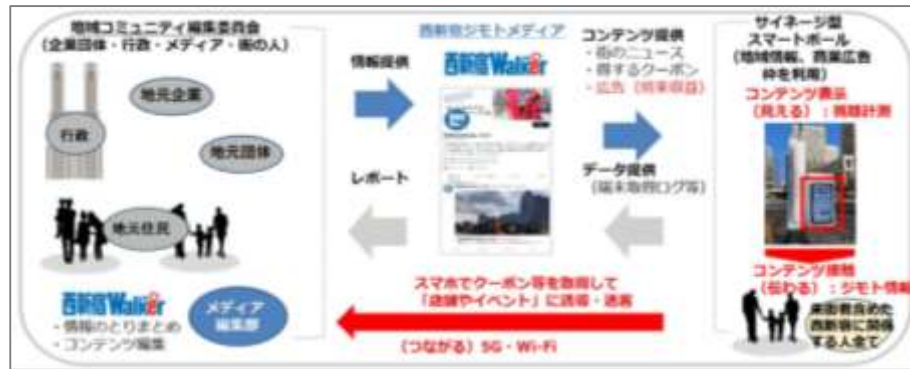 地域コミュニティ編集委員会
(企業団体・行政・メディア・街の人)
行政
地元企業
地元団体
地元住民
西新宿Walker
・情報のとりまとめ
・コンテンツ編集
メディア
編集部
情報提供
レポート
西新宿ジモトメディア
西新宿Walker
コンテンツ提供
・街のニュース
・得するクーポン
・広告(将来収益)
データ提供
(端末取得ログ等)
スマホでクーポン等を取得して
「店舗やイベント」に誘導・送客
(つながる)5G・Wi-Fi
サイネージ型
スマートポール
(地域情報、商業広告
枠を利用)
コンテンツ表示
(見える):視聴計測
コンテンツ接触
(伝わる):ジモト情報
来街者含めた
西新宿に関係
する人全て